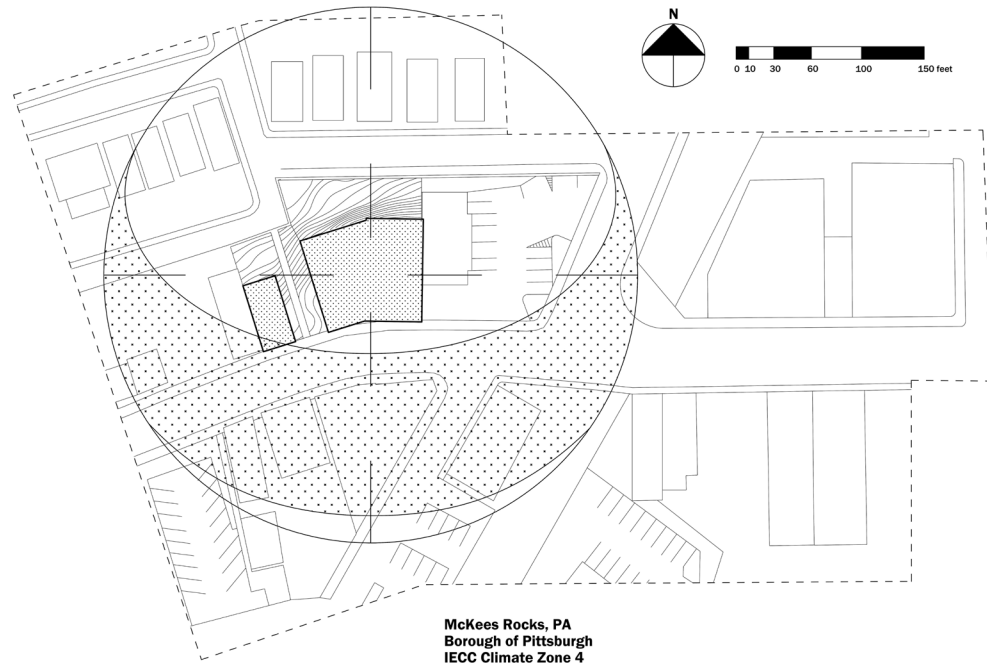 N
0 10 30 60 100 150 feet
McKees Rocks, PA
Borough of Pittsburgh
IECC Climate Zone 4